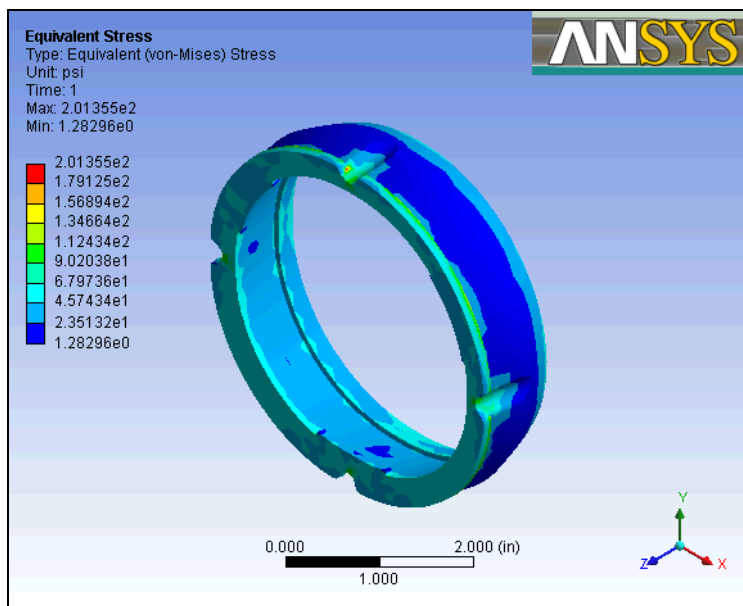 Equivalent Stress
Type: Equivalent (von-Mises) Stress
Unit: psi
Time: 1
Max: 2.01355e2
Min: 1.28296e0
2.01355e2
1.79125e2
1.56894e2
1.34664e2
1.12434e2
9.02038e1
6.79736e1
4.57434e1
2.35132e1
1.28296e0
ANSYS
0.000
2.000 (in)
1.000
Y
Z
X